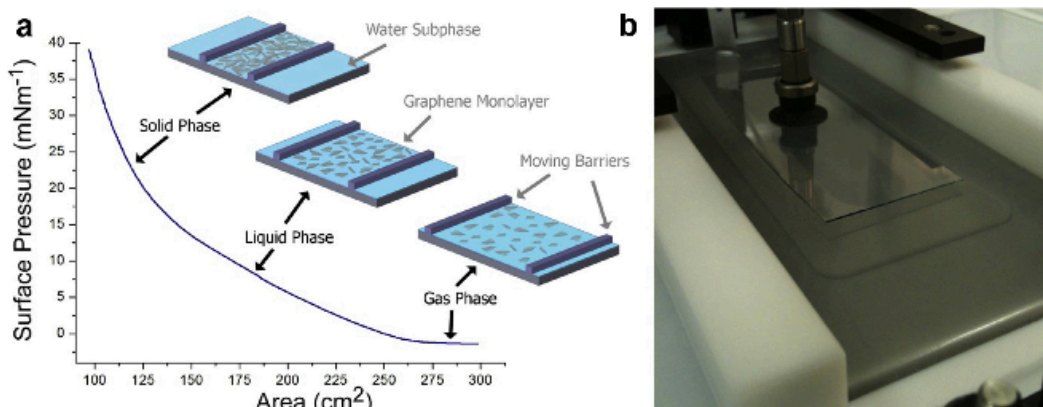 a
b
Surface Pressure (mNm⁻¹)
40
35
30
25
20
15
10
5
0
100 125 150 175 200 225 250 275 300
Area (cm²)
Water Subphase
Solid Phase
Graphene Monolayer
Liquid Phase
Moving Barriers
Gas Phase